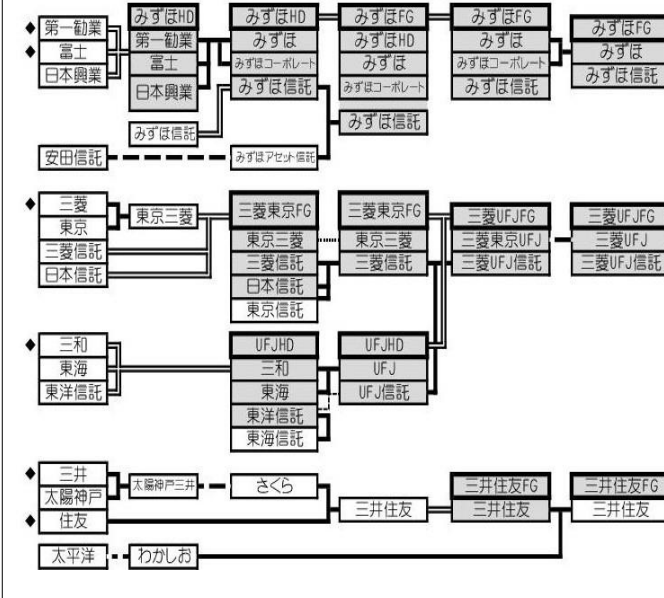 ◆ 第一勧業
◆ 富士
日本興業
みずほHD
第一勧業
富士
日本興業
みずほ信託
みずほHD
みずほ
みずほコーポレート
みずほ信託
みずほFG
みずほHD
みずほ
みずほコーポレート
みずほ信託
みずほFG
みずほ
みずほコーポレート
みずほ信託
みずほFG
みずほ
みずほ信託
安田信託
みずほアセット信託
◆ 三菱
東京
三菱信託
日本信託
東京三菱
三菱東京FG
東京三菱
三菱信託
日本信託
東京信託
三菱東京FG
東京三菱
三菱信託
三菱UFJFG
三菱東京UFJ
三菱UFJ信託
三菱UFJFG
三菱UFJ
三菱UFJ信託
◆ 三和
東海
東洋信託
UFJHD
三和
東海
東洋信託
東海信託
UFJHD
UFJ
UFJ信託
◆ 三井
太陽神戸
◆ 住友
太陽神戸三井
さくら
三井住友
三井住友FG
三井住友
三井住友FG
三井住友
太平洋
わかしお